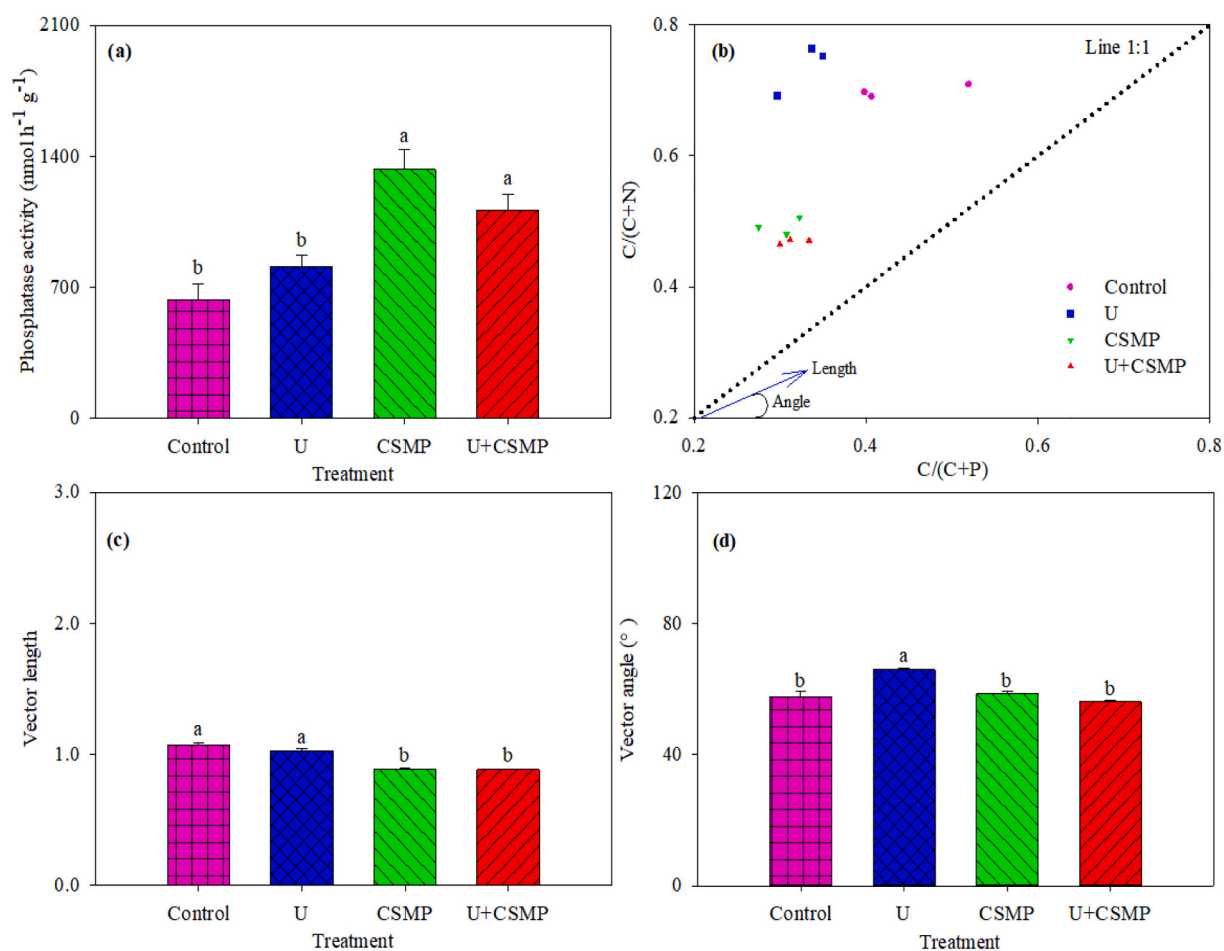 (a)
Phosphatase activity (nmol h⁻¹ g⁻¹)
2100
1400
700
0
b
b
a
a
Control U CSMP U+CSMP
Treatment
(b)
Line 1:1
C/(C+N)
0.8
0.6
0.4
0.2
Control
U
CSMP
U+CSMP
Length
Angle
0.2 0.4 0.6 0.8
C/(C+P)
(c)
Vector length
3.0
2.0
1.0
0.0
a
a
b
b
Control U CSMP U+CSMP
Treatment
(d)
Vector angle (°)
120
80
40
0
b
a
b
b
Control U CSMP U+CSMP
Treatment